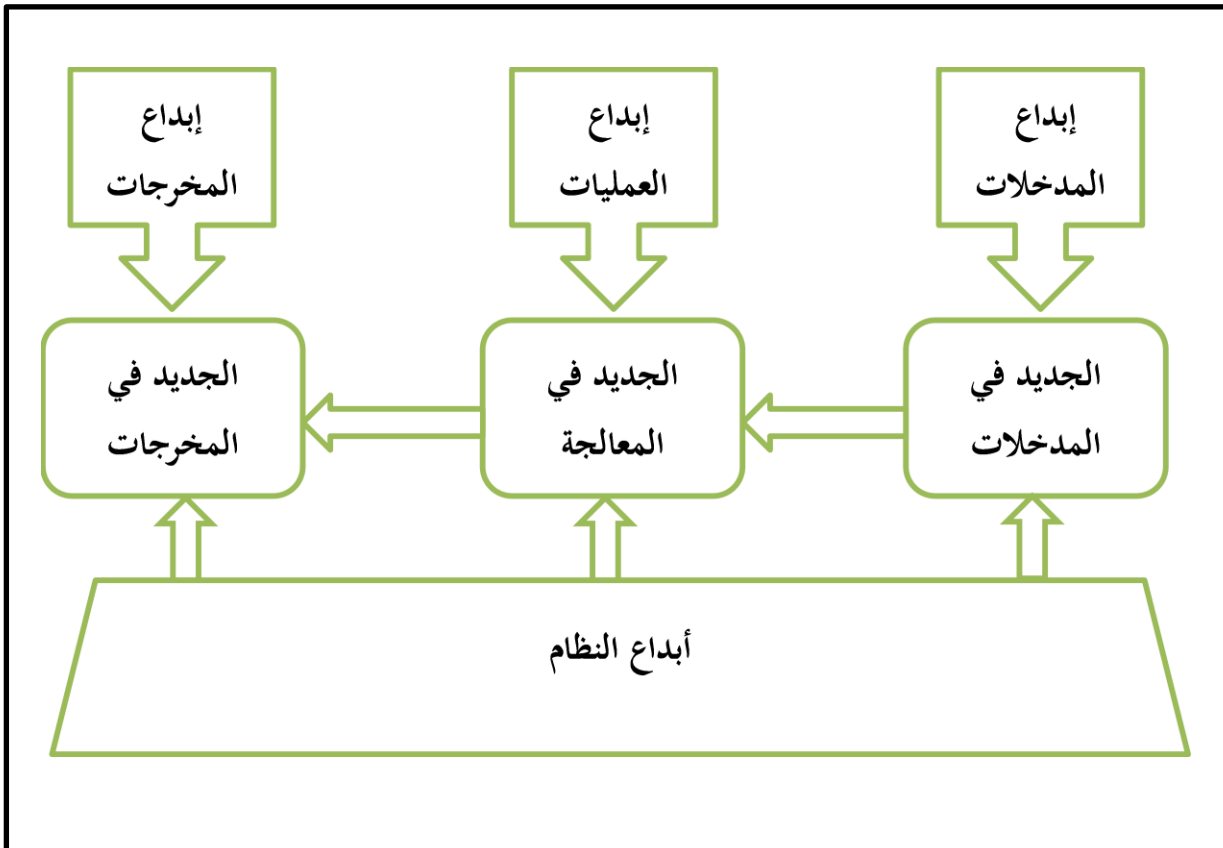 إبداع
المدخلات
إبداع
العمليات
إبداع
المخرجات
الجديد في
المدخلات
الجديد في
المعالجة
الجديد في
المخرجات
أبداع النظام